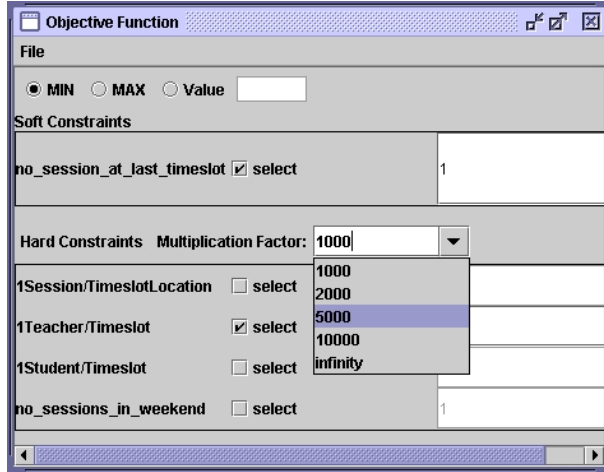 Objective Function
File
MIN MAX Value
Soft Constraints
no_session_at_last_timeslot select 1
Hard Constraints Multiplication Factor: 1000
1000
1Session/TimeslotLocation select
2000
5000
1Teacher/Timeslot select
10000
1Student/Timeslot select
infinity
no_sessions_in_weekend select 1